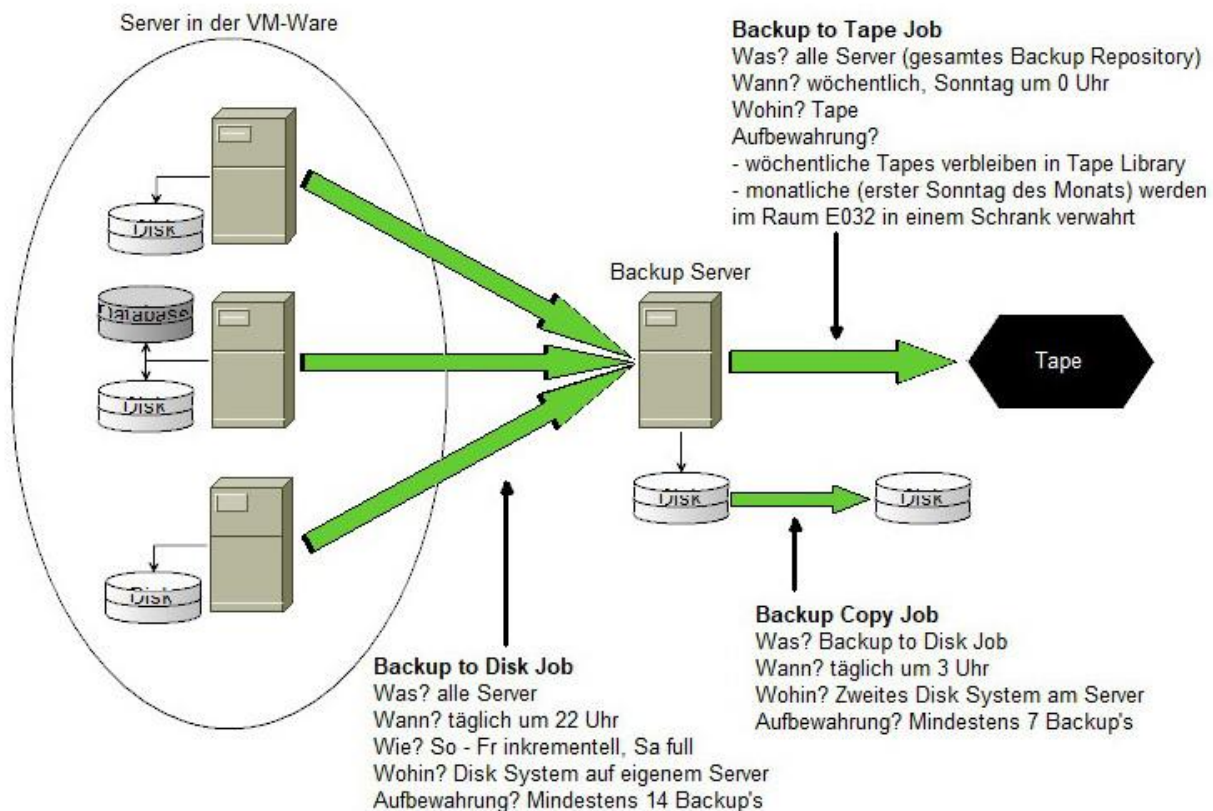 Server in der VM-Ware
Backup to Tape Job
Was? alle Server (gesamtes Backup Repository)
Wann? wöchentlich, Sonntag um 0 Uhr
Wohin? Tape
Aufbewahrung?
- wöchentliche Tapes verbleiben in Tape Library
- monatliche (erster Sonntag des Monats) werden
im Raum E032 in einem Schrank verwahrt
Disk
Database
Disk
Disk
Backup Server
Tape
Disk
Disk
Backup to Disk Job
Was? alle Server
Wann? täglich um 22 Uhr
Wie? So - Fr inkrementell, Sa full
Wohin? Disk System auf eigenem Server
Aufbewahrung? Mindestens 14 Backup's
Backup Copy Job
Was? Backup to Disk Job
Wann? täglich um 3 Uhr
Wohin? Zweites Disk System am Server
Aufbewahrung? Mindestens 7 Backup's